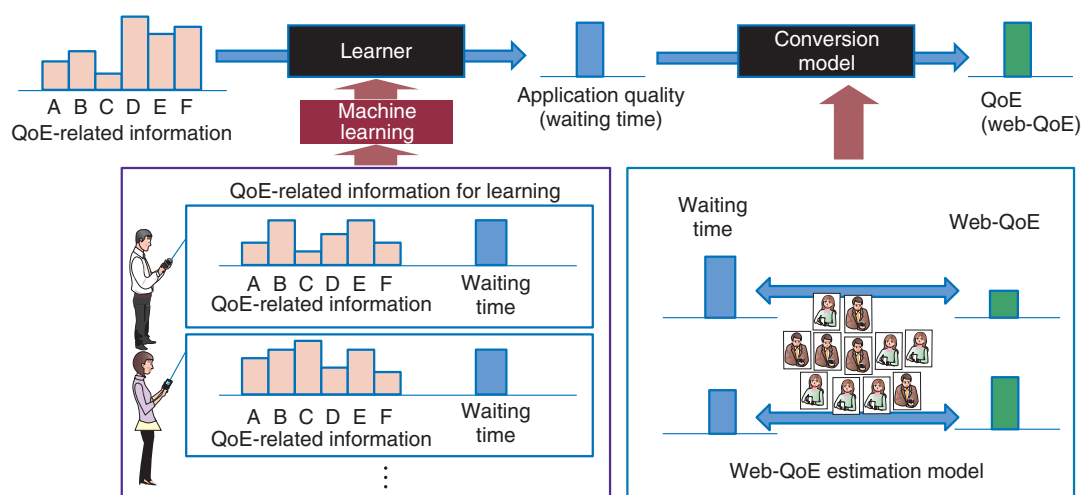 A B C D E F
QoE-related information
Learner
Machine
learning
Application quality
(waiting time)
Conversion
model
QoE
(web-QoE)
QoE-related information for learning
A B C D E F
QoE-related information
Waiting
time
A B C D E F
QoE-related information
Waiting
time
Waiting
time
Web-QoE
Web-QoE estimation model